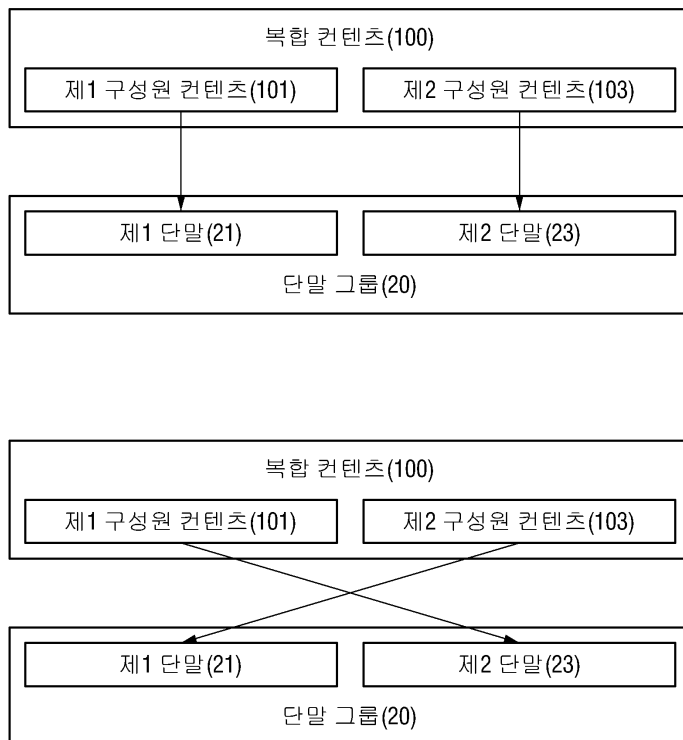 복합 컨텐츠(100)
제1 구성원 컨텐츠(101) 제2 구성원 컨텐츠(103)
제1 단말(21) 제2 단말(23)
단말 그룹(20)
복합 컨텐츠(100)
제1 구성원 컨텐츠(101) 제2 구성원 컨텐츠(103)
제1 단말(21) 제2 단말(23)
단말 그룹(20)